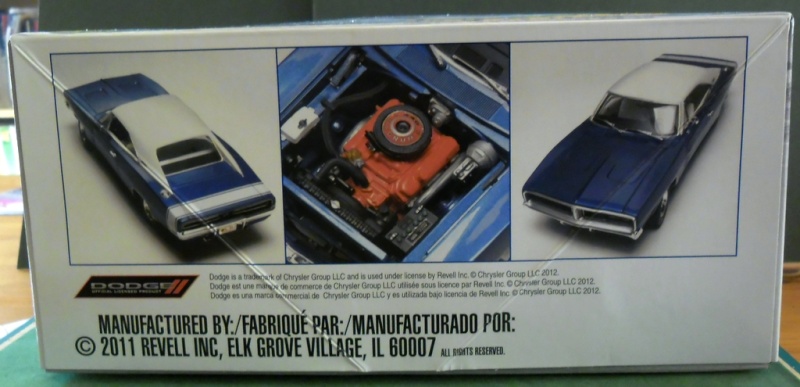 DODGE
OFFICIAL LICENSED PRODUCT
Dodge is a trademark of Chrysler Group LLC and is used under license by Revell Inc. © Chrysler Group LLC 2012.
Dodge est une marque de commerce de Chrysler Group LLC utilisée sous licence par Revell Inc. © Chrysler Group LLC 2012.
Dodge es una marca comercial de Chrysler Group LLC y es utilizada bajo licencia de Revell Inc © Chrysler Group LLC 2012.
MANUFACTURED BY:/FABRIQUÉ PAR:/MANUFACTURADO POR:
© 2011 REVELL INC, ELK GROVE VILLAGE, IL 60007 ALL RIGHTS RESERVED.